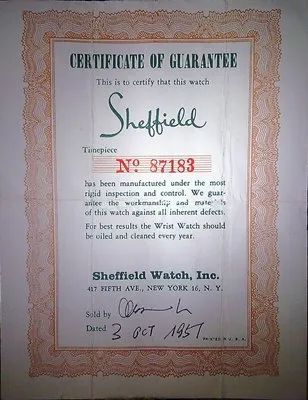 CERTIFICATE OF GUARANTEE
This is to certify that this watch
Sheffield
Timepiece
No 87183
has been manufactured under the most
rigid inspection and control. We guar-
antee the workmanship and materials
of this watch against all inherent defects.
For best results the Wrist Watch should
be oiled and cleaned every year.
Sheffield Watch, Inc.
417 FIFTH AVE., NEW YORK 16, N. Y.
Sold by
Dated 3 OCT 1957
PRINTED IN U. S. A.